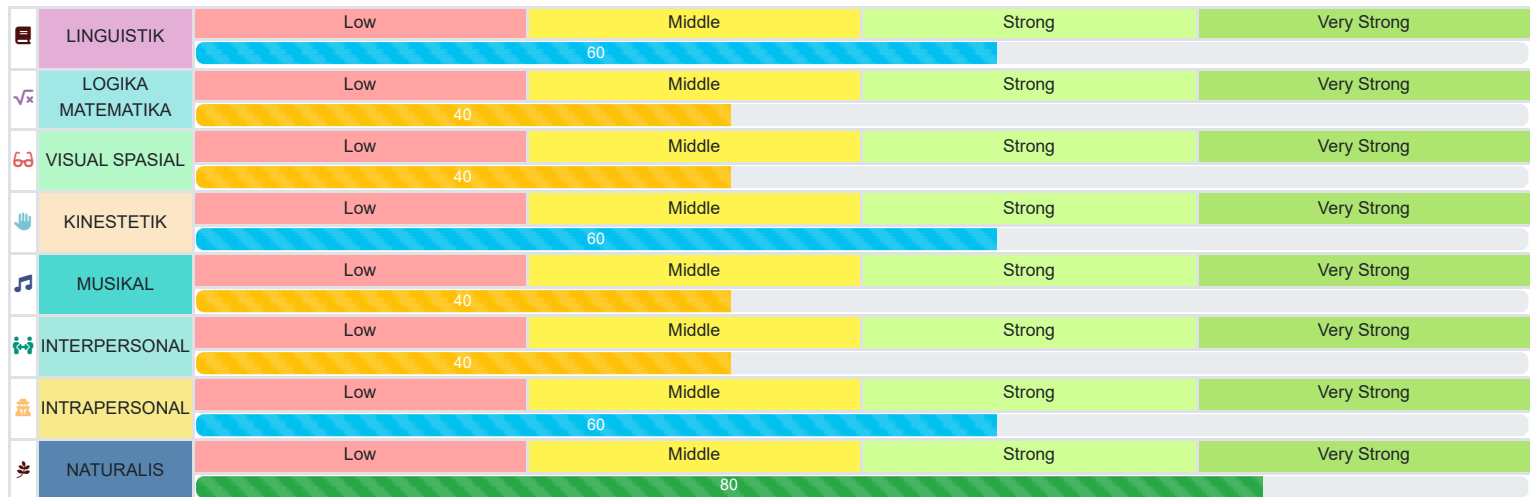 LINGUISTIK
Low Middle Strong Very Strong
60
LOGIKA
MATEMATIKA
Low Middle Strong Very Strong
40
VISUAL SPASIAL
Low Middle Strong Very Strong
40
KINESTETIK
Low Middle Strong Very Strong
60
MUSIKAL
Low Middle Strong Very Strong
40
INTERPERSONAL
Low Middle Strong Very Strong
40
INTRAPERSONAL
Low Middle Strong Very Strong
60
NATURALIS
Low Middle Strong Very Strong
80